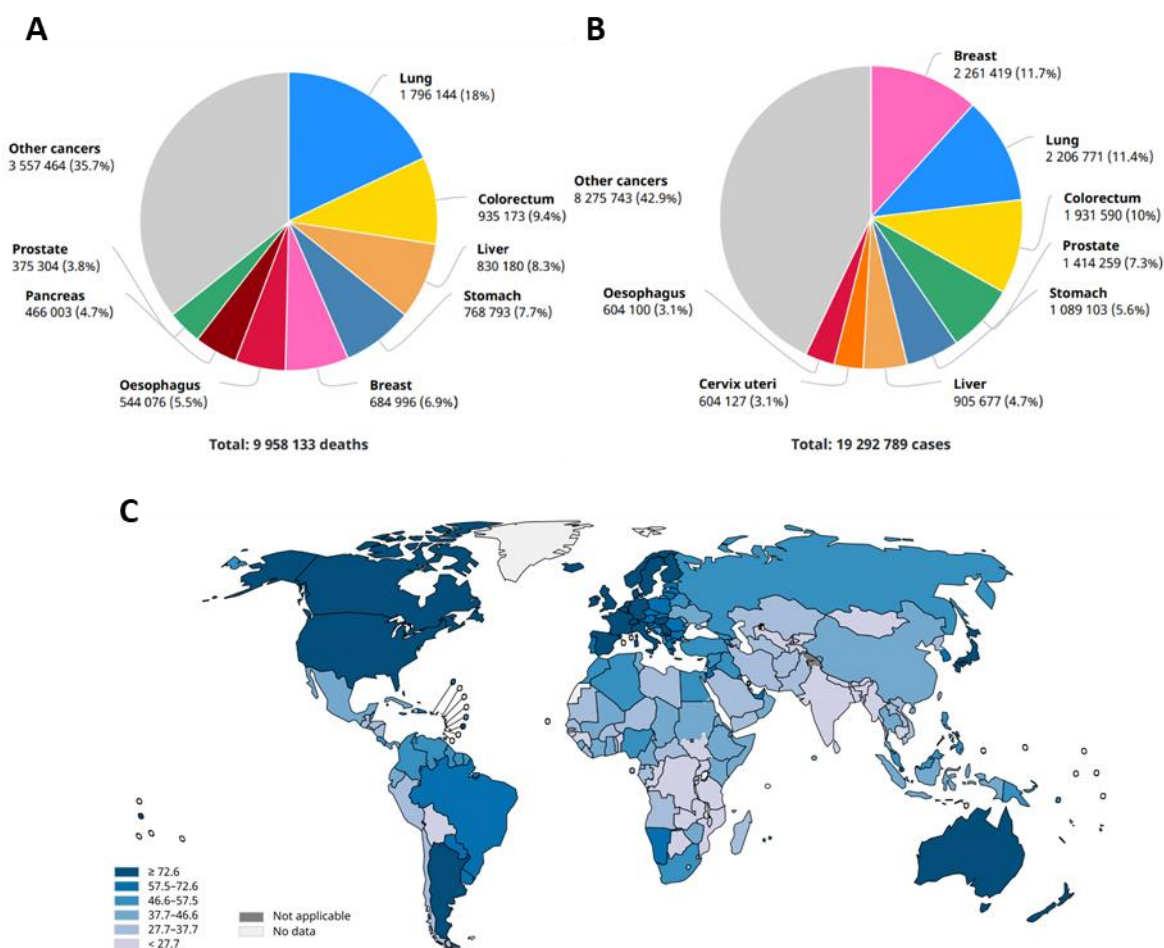 A
Lung
1 796 144 (18%)
Other cancers
3 557 464 (35.7%)
Colorectum
935 173 (9.4%)
Prostate
375 304 (3.8%)
Liver
830 180 (8.3%)
Pancreas
466 003 (4.7%)
Stomach
768 793 (7.7%)
Oesophagus
544 076 (5.5%)
Breast
684 996 (6.9%)
Total: 9 958 133 deaths
B
Breast
2 261 419 (11.7%)
Lung
2 206 771 (11.4%)
Other cancers
8 275 743 (42.9%)
Colorectum
1 931 590 (10%)
Prostate
1 414 259 (7.3%)
Oesophagus
604 100 (3.1%)
Stomach
1 089 103 (5.6%)
Cervix uteri
604 127 (3.1%)
Liver
905 677 (4.7%)
Total: 19 292 789 cases
C
≥ 72.6
57.5–72.6
46.6–57.5
37.7–46.6
27.7–37.7
< 27.7
Not applicable
No data